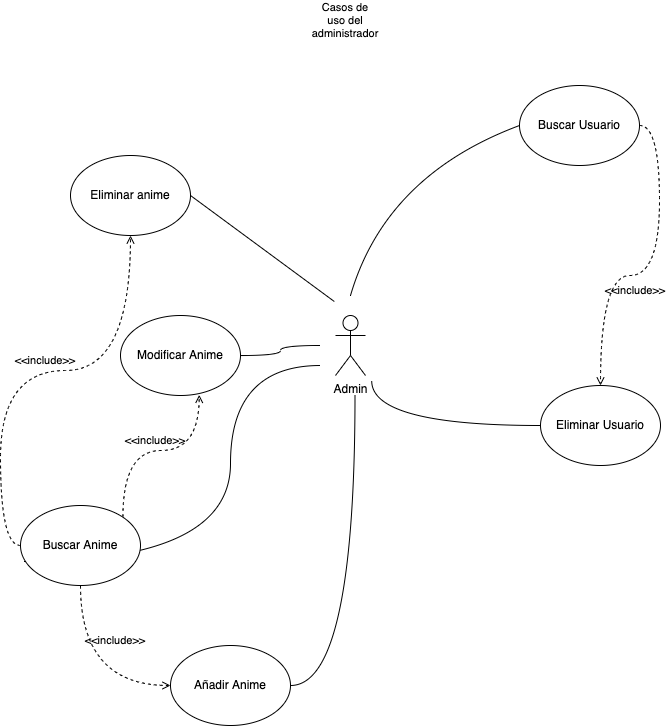 Casos de
uso del
administrador
Buscar Usuario
Eliminar anime
<<include>>
Modificar Anime
<<include>>
Admin
Eliminar Usuario
<<include>>
Buscar Anime
<<include>>
Añadir Anime